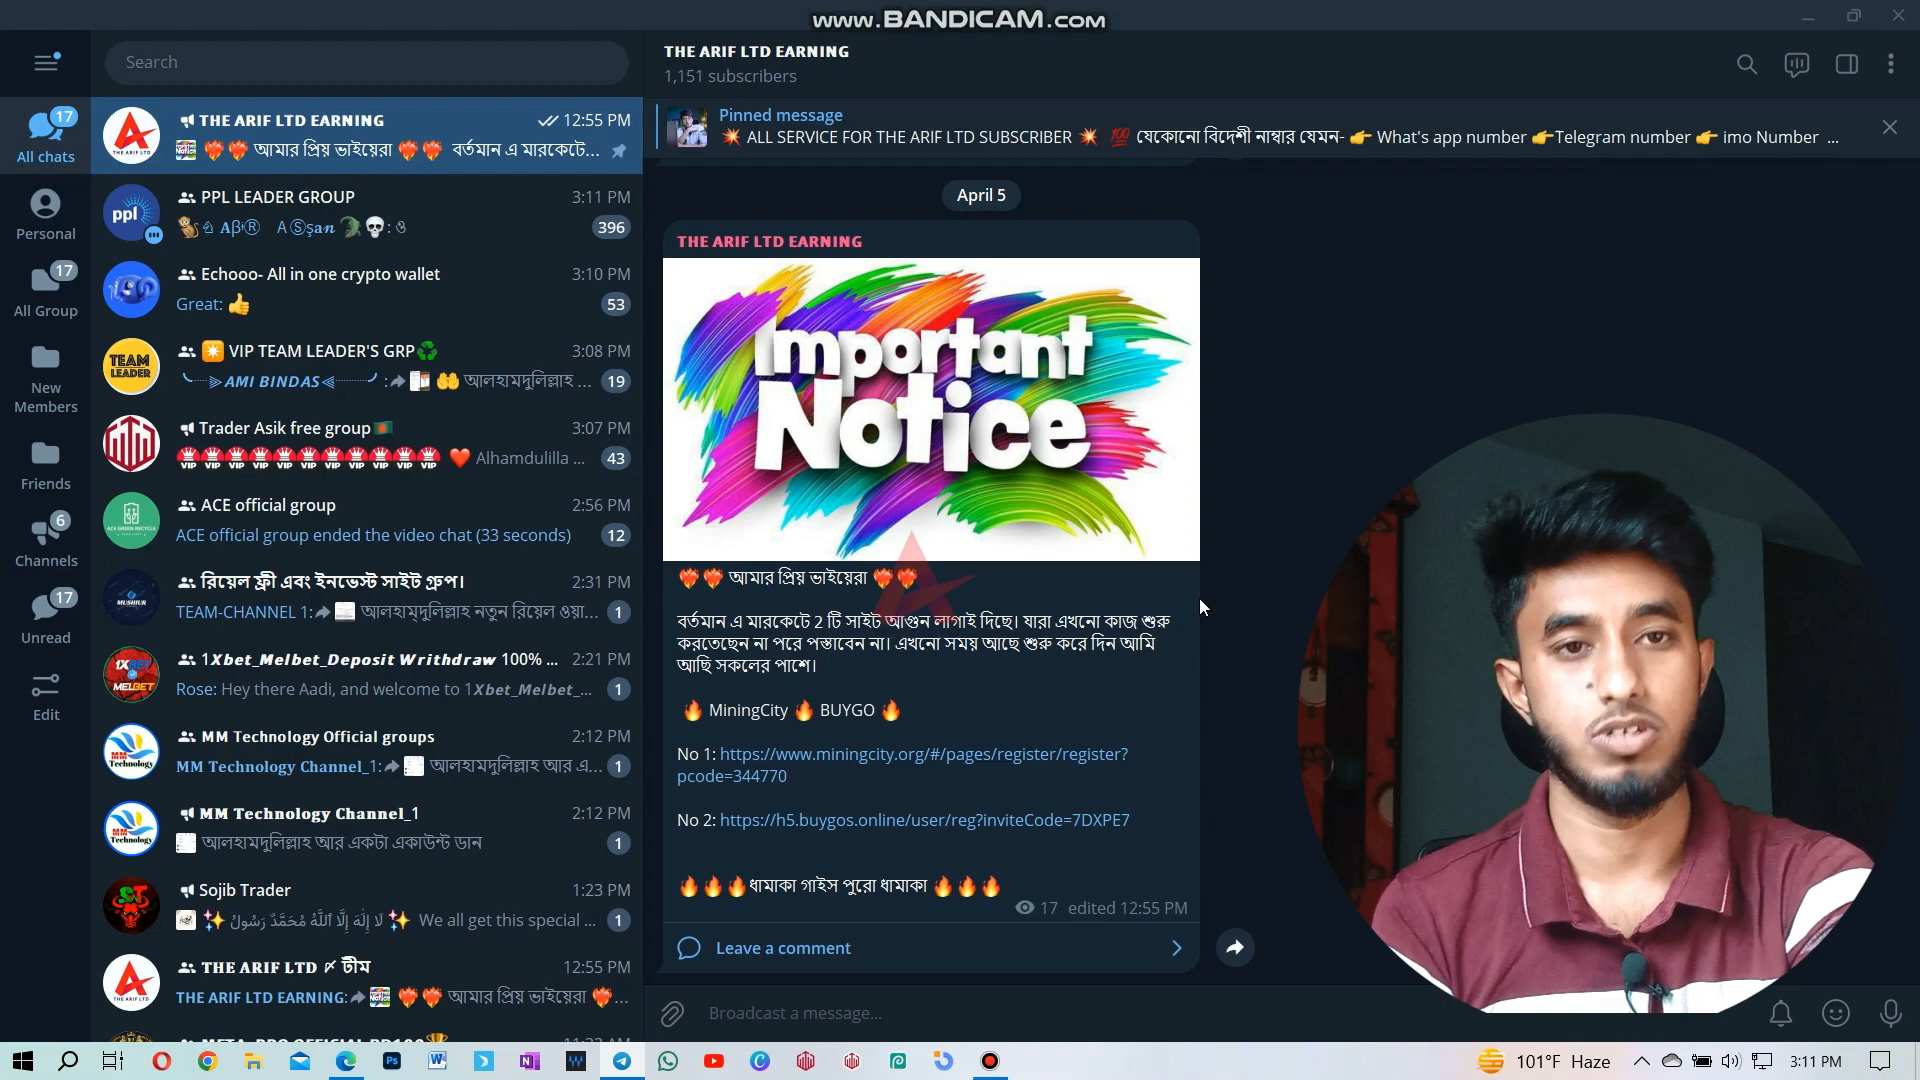 www.BANDICAM.com
Search
THE ARIF LTD EARNING
1,151 subscribers
Pinned message
💥 ALL SERVICE FOR THE ARIF LTD SUBSCRIBER 💥 💯 যেকোনো বিদেশী নাম্বার যেমন- 👉 What's app number 👉Telegram number 👉 imo Number ...
17
All chats
Personal
17
All Group
New
Members
Friends
6
Channels
17
Unread
Edit
THE ARIF LTD EARNING 12:55 PM
❤️‍🔥❤️‍🔥 আমার প্রিয় ভাইয়েরা ❤️‍🔥❤️‍🔥 বর্তমান এ মারকেটে...
PPL LEADER GROUP 3:11 PM
396
Echooo- All in one crypto wallet 3:10 PM
Great: 👍 53
VIP TEAM LEADER'S GRP♻️ 3:08 PM
AMI BINDAS : আলহামদুলিল্লাহ ... 19
Trader Asik free group🇧🇩 3:07 PM
❤️ Alhamdulilla ... 43
ACE official group 2:56 PM
ACE official group ended the video chat (33 seconds) 12
রিয়েল ফ্রী এবং ইনভেস্ট সাইট গ্রুপ। 2:31 PM
TEAM-CHANNEL 1: আলহাম্দুলিল্লাহ নতুন রিয়েল ওয়া... 1
1Xbet_Melbet_Deposit Writhdraw 100% ... 2:21 PM
Rose: Hey there Aadi, and welcome to 1Xbet_Melbet_... 1
MM Technology Official groups 2:12 PM
MM Technology Channel_1: আলহামদুলিল্লাহ আর এ... 1
MM Technology Channel_1 2:12 PM
আলহামদুলিল্লাহ আর একটা একাউন্ট ডান 1
Sojib Trader 1:23 PM
لَا إِلَهَ إِلَّا ٱللَّهُ مُحَمَّدٌ رَسُولُ ✨ We all get this special ... 1
THE ARIF LTD টীম 12:55 PM
THE ARIF LTD EARNING: ❤️‍🔥❤️‍🔥 আমার প্রিয় ভাইয়েরা ❤️‍🔥...
April 5
THE ARIF LTD EARNING
Important
Notice
❤️‍🔥❤️‍🔥 আমার প্রিয় ভাইয়েরা ❤️‍🔥❤️‍🔥
বর্তমান এ মারকেটে 2 টি সাইট আগুন লাগাই দিছে। যারা এখনো কাজ শুরু
করতেছেন না পরে পস্তাবেন না। এখনো সময় আছে শুরু করে দিন আমি
আছি সকলের পাশে।
🔥 MiningCity 🔥 BUYGO 🔥
No 1: https://www.miningcity.org/#/pages/register/register?
pcode=344770
No 2: https://h5.buygos.online/user/reg?inviteCode=7DXPE7
🔥🔥🔥ধামাকা গাইস পুরো ধামাকা 🔥🔥🔥
17 edited 12:55 PM
Leave a comment
Broadcast a message...
101°F Haze
3:11 PM